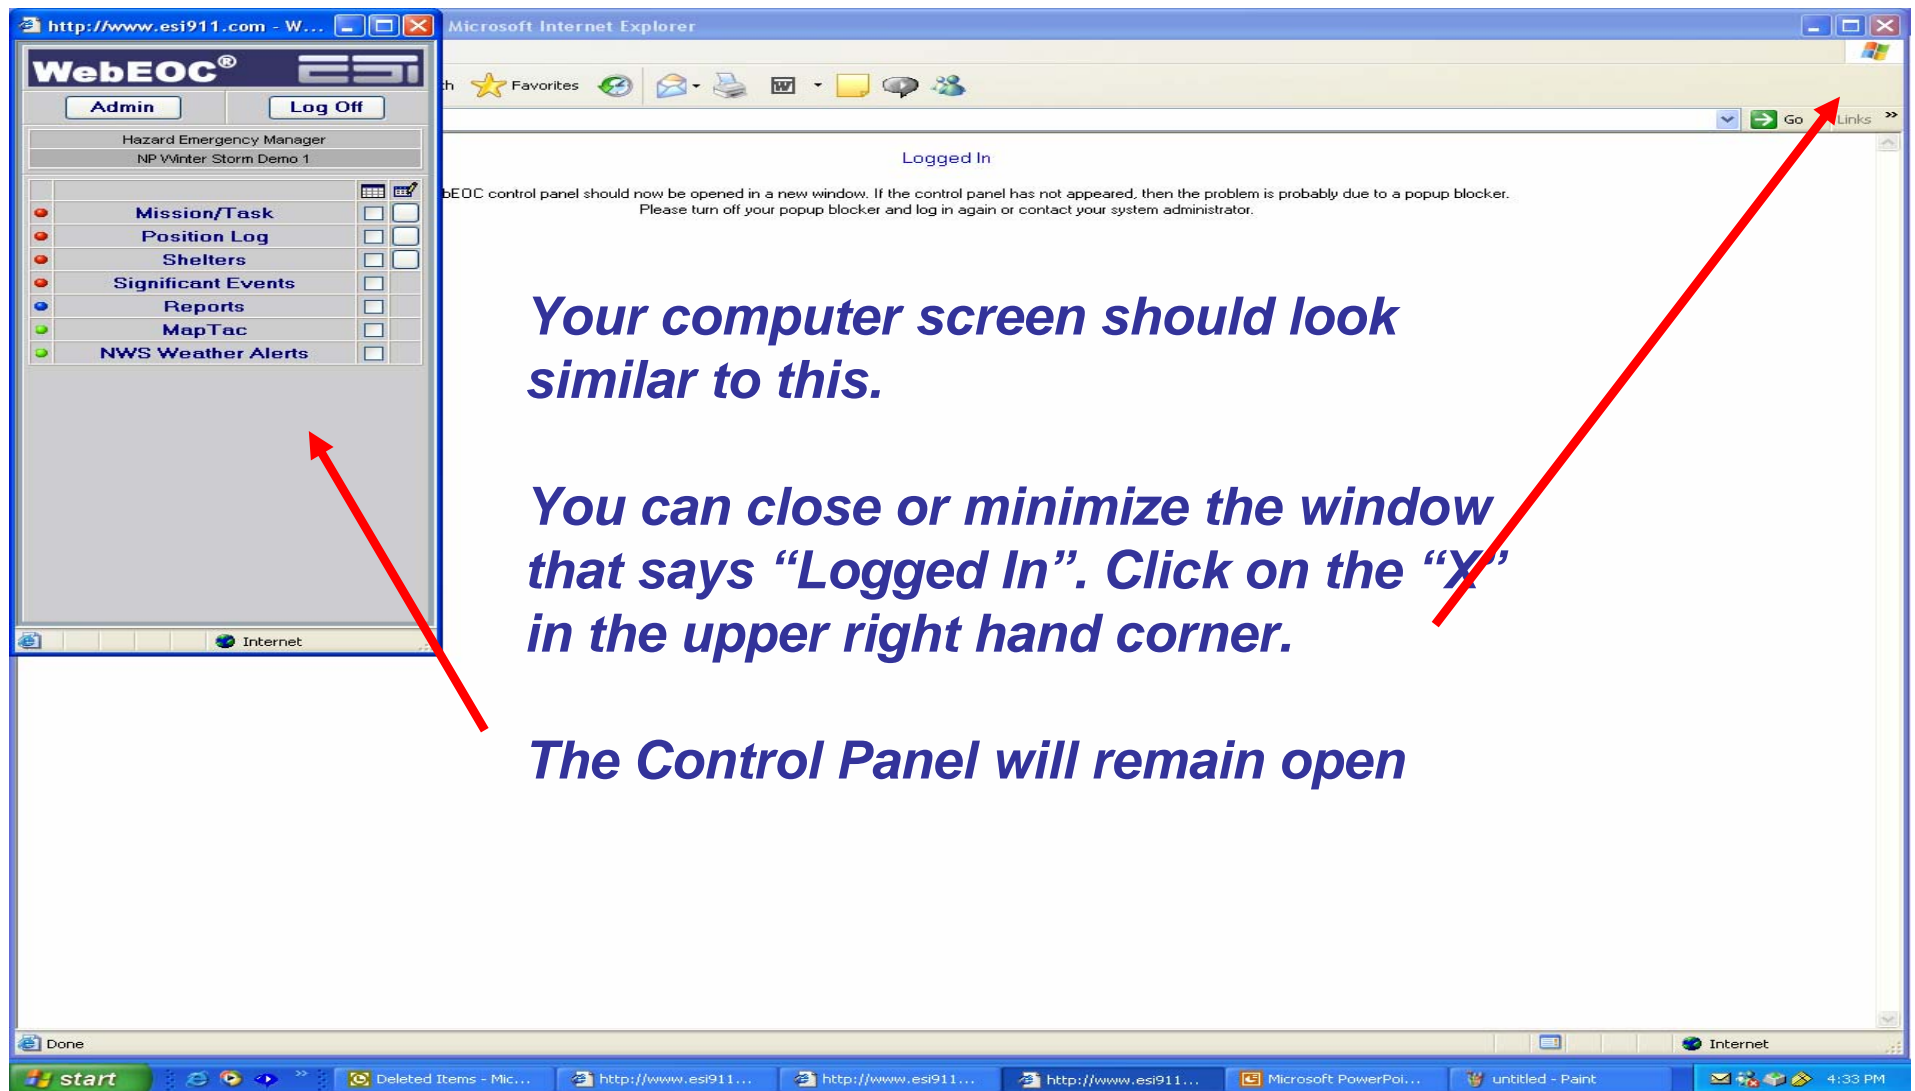 http://www.esi911.com - W...
Microsoft Internet Explorer
WebEOC® ESi
Admin Log Off
Hazard Emergency Manager
NP Winter Storm Demo 1
Mission/Task
Position Log
Shelters
Significant Events
Reports
MapTac
NWS Weather Alerts
Internet
Favorites
Go Links »
Logged In
bEOC control panel should now be opened in a new window. If the control panel has not appeared, then the problem is probably due to a popup blocker.
Please turn off your popup blocker and log in again or contact your system administrator.
Your computer screen should look
similar to this.
You can close or minimize the window
that says “Logged In”. Click on the “X”
in the upper right hand corner.
The Control Panel will remain open
Done Internet
start » Deleted Items - Mic... http://www.esi911... http://www.esi911... http://www.esi911... Microsoft PowerPoi... untitled - Paint 4:33 PM